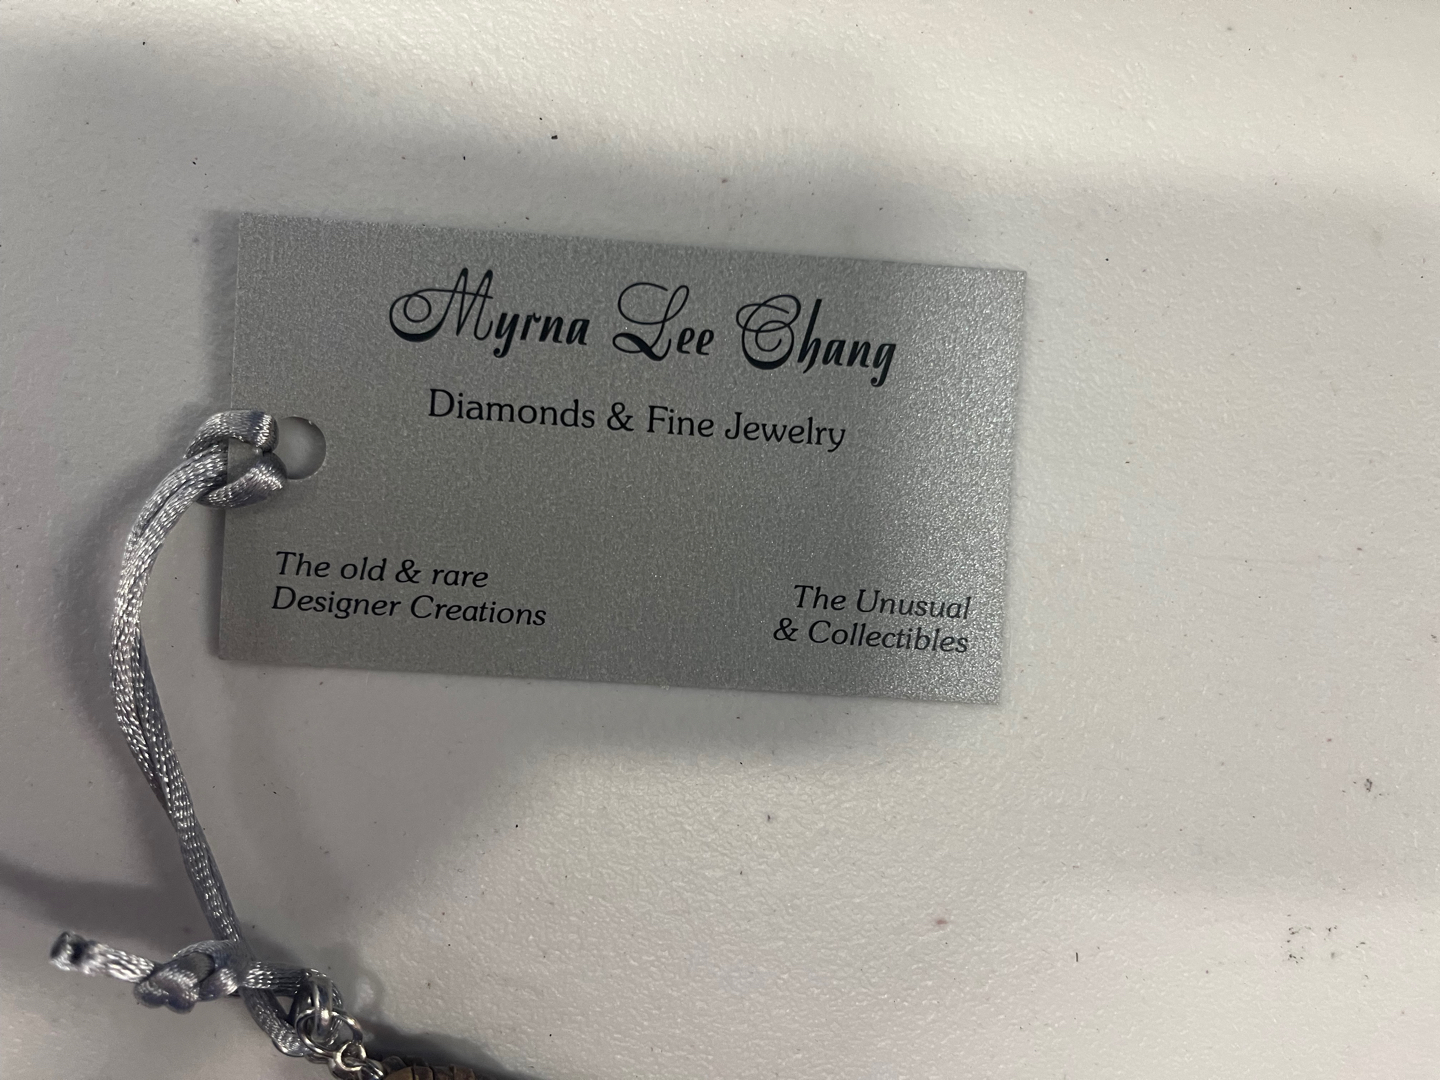 Myrna Lee Chang
Diamonds & Fine Jewelry
The old & rare
Designer Creations
The Unusual
& Collectibles